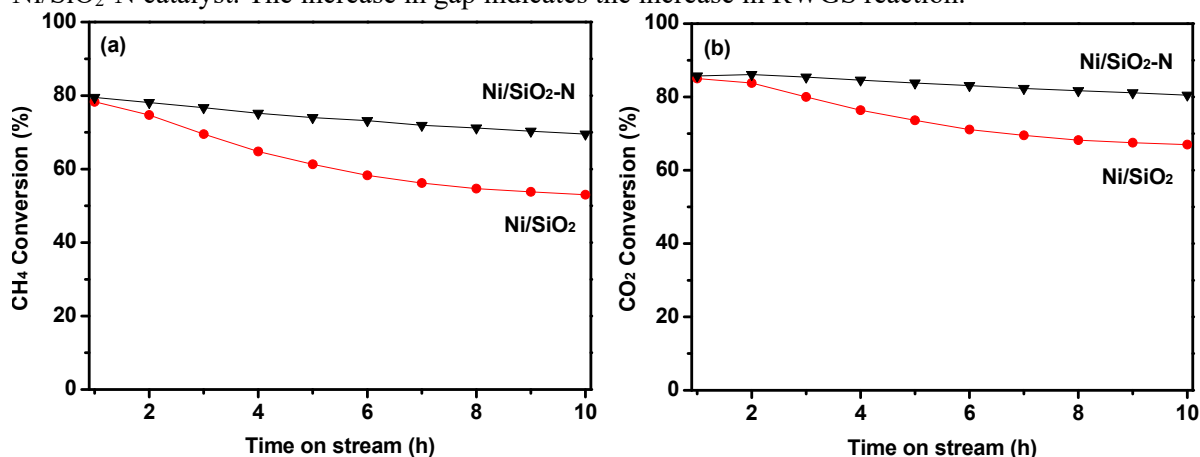 Ni/SiO₂-N catalyst. The increase in gap indicates the increase in RWGS reaction.
(a)
100
80
60
40
20
0
CH₄ Conversion (%)
Ni/SiO₂-N
Ni/SiO₂
2 4 6 8 10
Time on stream (h)
(b)
100
80
60
40
20
0
CO₂ Conversion (%)
Ni/SiO₂-N
Ni/SiO₂
2 4 6 8 10
Time on stream (h)